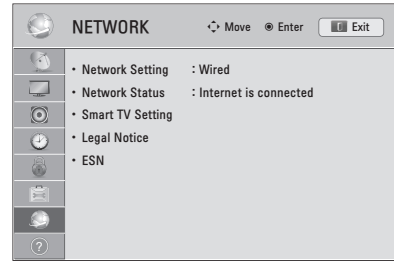 NETWORK Move Enter Exit
• Network Setting : Wired
• Network Status : Internet is connected
• Smart TV Setting
• Legal Notice
• ESN
?